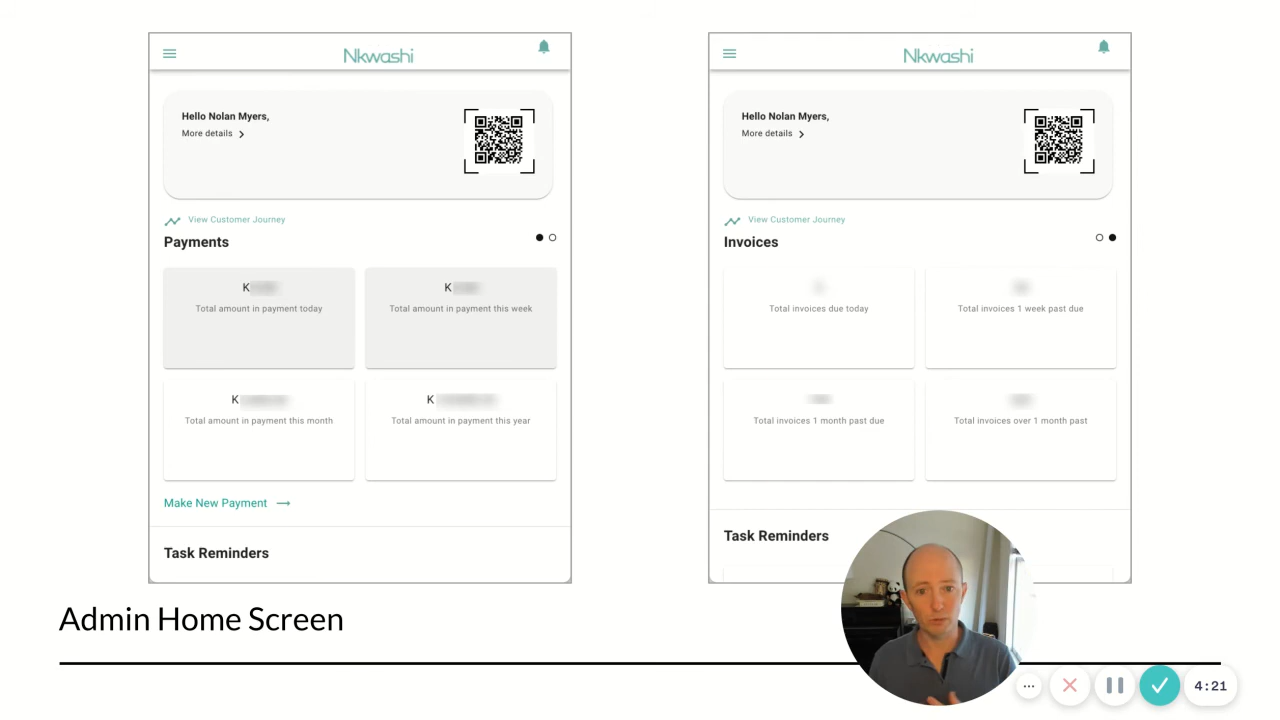 Nkwashi
Hello Nolan Myers,
More details
View Customer Journey
Payments
K
Total amount in payment today
K
Total amount in payment this week
K
Total amount in payment this month
K
Total amount in payment this year
Make New Payment
Task Reminders
Nkwashi
Hello Nolan Myers,
More details
View Customer Journey
Invoices
Total invoices due today
Total invoices 1 week past due
Total invoices 1 month past due
Total invoices over 1 month past
Task Reminders
Admin Home Screen
4:21